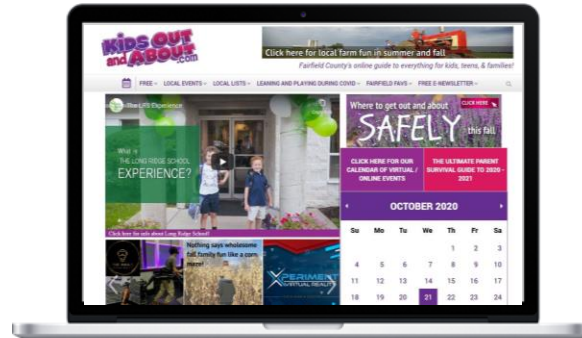 KiDS OUT
and ABOUT.com
Click here for local farm fun in summer and fall
Fairfield County's online guide to everything for kids, teens, & families!
FREE
LOCAL EVENTS
LOCAL LISTS
LEANING AND PLAYING DURING COVID
FAIRFIELD FAVS
FREE E-NEWSLETTER
Experience
What is
THE LONG RIDGE SCHOOL
EXPERIENCE?
Click here for info about Long Ridge School!
Nothing says wholesome
fall family fun like a corn
maze!
XPERIMENT
VIRTUAL REALITY
Where to get out and about
CLICK HERE
SAFELY
this fall
CLICK HERE FOR OUR
CALENDAR OF VIRTUAL /
ONLINE EVENTS
THE ULTIMATE PARENT
SURVIVAL GUIDE TO 2020 -
2021
OCTOBER 2020
Su Mo Tu We Th Fr Sa
1 2 3
4 5 6 7 8 9 10
11 12 13 14 15 16 17
18 19 20 21 22 23 24